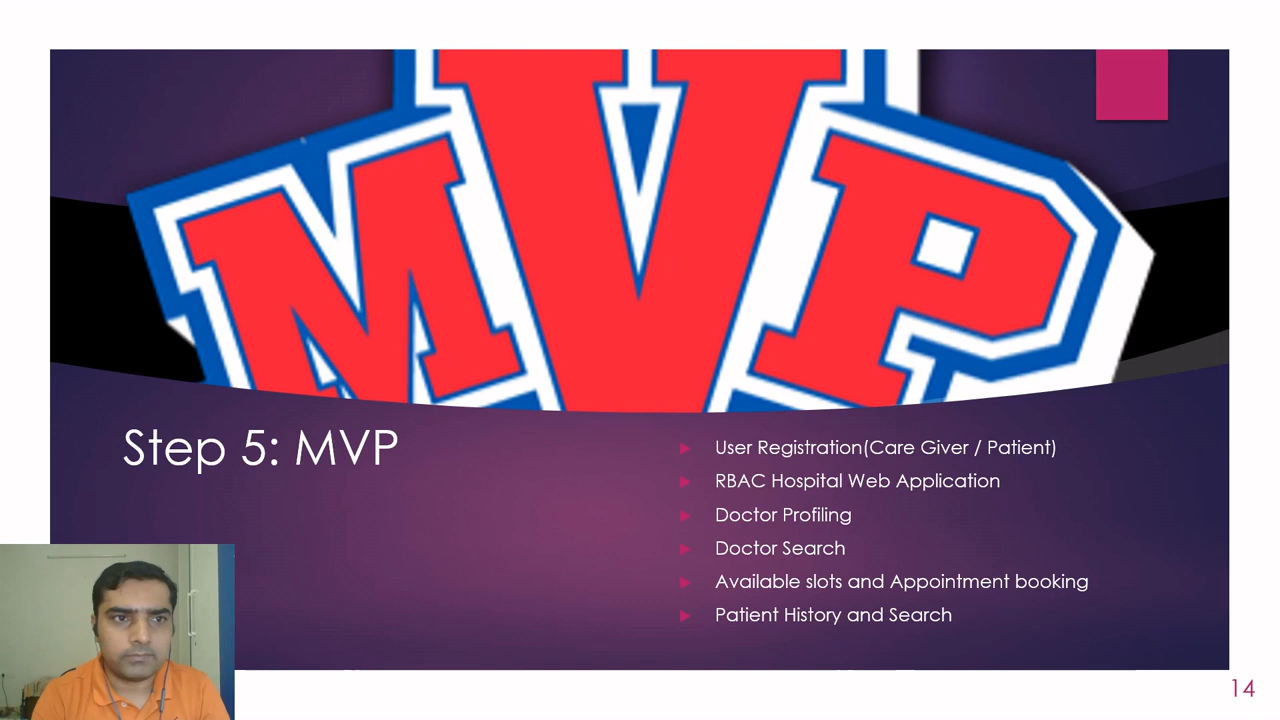 MVP
Step 5: MVP
User Registration(Care Giver / Patient)
RBAC Hospital Web Application
Doctor Profiling
Doctor Search
Available slots and Appointment booking
Patient History and Search
14